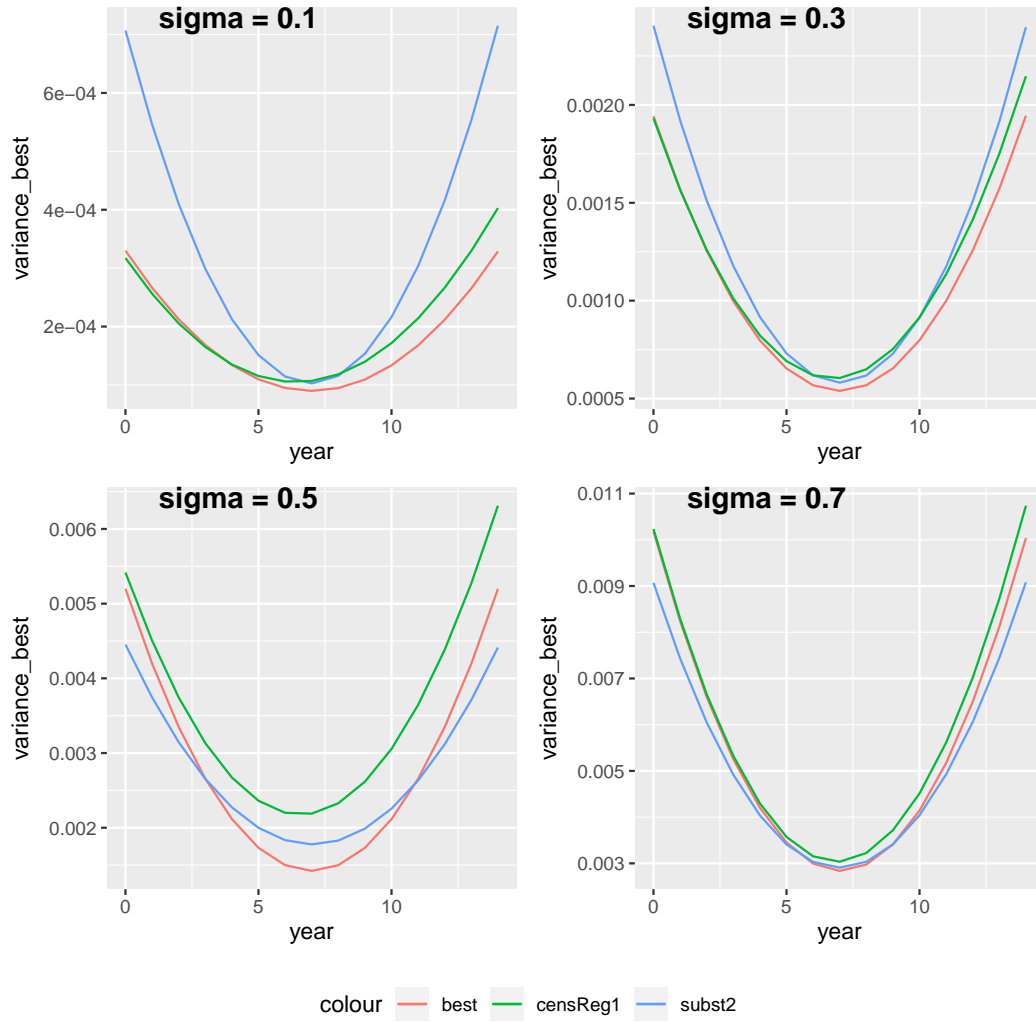 sigma = 0.1
variance_best
6e−04
4e−04
2e−04
0
5
10
year
sigma = 0.3
variance_best
0.0020
0.0015
0.0010
0.0005
0
5
10
year
sigma = 0.5
variance_best
0.006
0.005
0.004
0.003
0.002
0
5
10
year
sigma = 0.7
variance_best
0.011
0.009
0.007
0.005
0.003
0
5
10
year
colour best censReg1 subst2